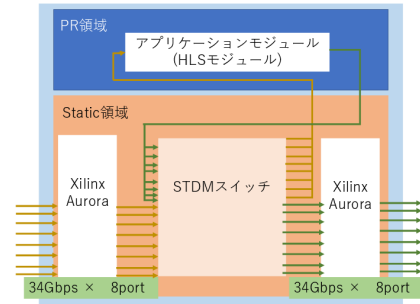 PR領域
アプリケーションモジュール
(HLSモジュール)
Static領域
Xilinx
Aurora
STDMスイッチ
Xilinx
Aurora
34Gbps × 8port
34Gbps × 8port